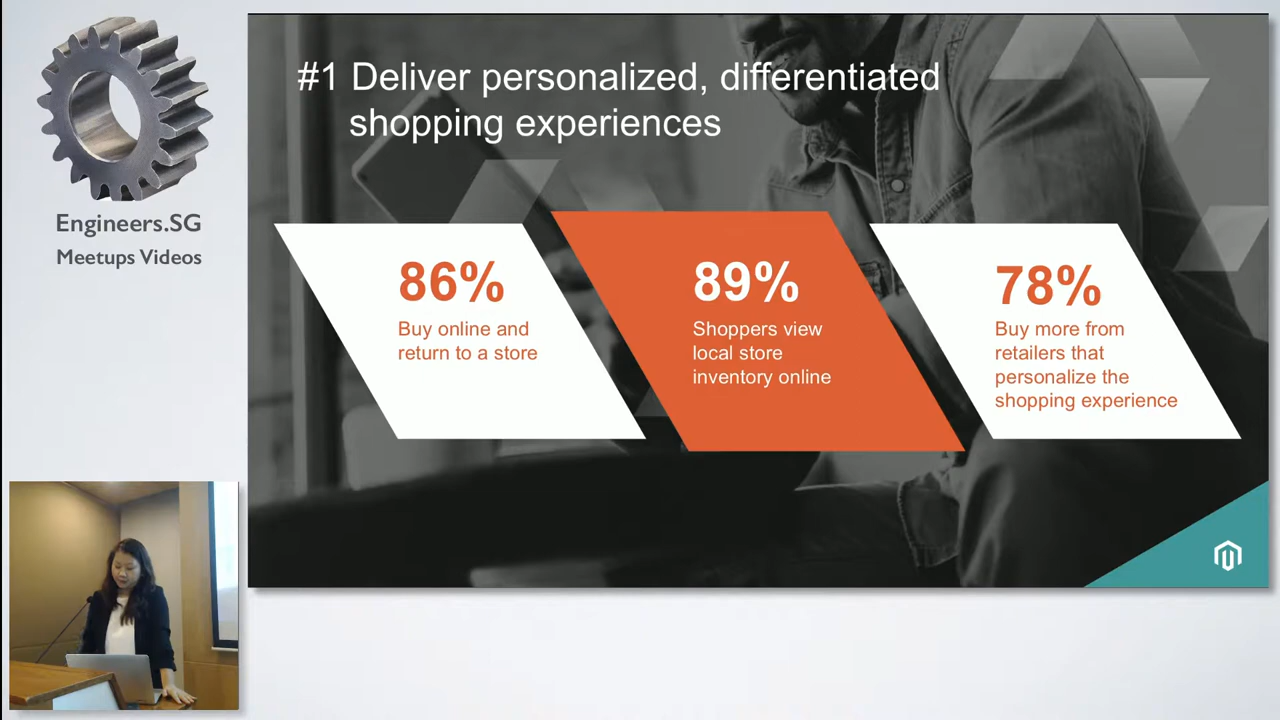 Engineers.SG
Meetups Videos
#1 Deliver personalized, differentiated
shopping experiences
86%
Buy online and
return to a store
89%
Shoppers view
local store
inventory online
78%
Buy more from
retailers that
personalize the
shopping experience